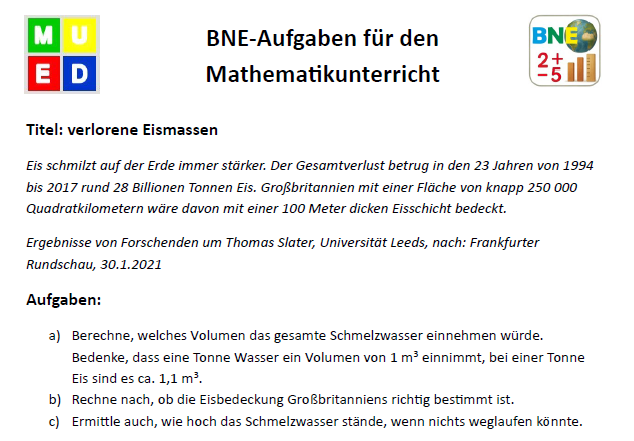 M U
E D
BNE-Aufgaben für den
Mathematikunterricht
BNE
2+
-5
Titel: verlorene Eismassen
Eis schmilzt auf der Erde immer stärker. Der Gesamtverlust betrug in den 23 Jahren von 1994
bis 2017 rund 28 Billionen Tonnen Eis. Großbritannien mit einer Fläche von knapp 250 000
Quadratkilometern wäre davon mit einer 100 Meter dicken Eisschicht bedeckt.
Ergebnisse von Forschenden um Thomas Slater, Universität Leeds, nach: Frankfurter
Rundschau, 30.1.2021
Aufgaben:
a) Berechne, welches Volumen das gesamte Schmelzwasser einnehmen würde.
Bedenke, dass eine Tonne Wasser ein Volumen von 1 m³ einnimmt, bei einer Tonne
Eis sind es ca. 1,1 m³.
b) Rechne nach, ob die Eisbedeckung Großbritanniens richtig bestimmt ist.
c) Ermittle auch, wie hoch das Schmelzwasser stände, wenn nichts weglaufen könnte.